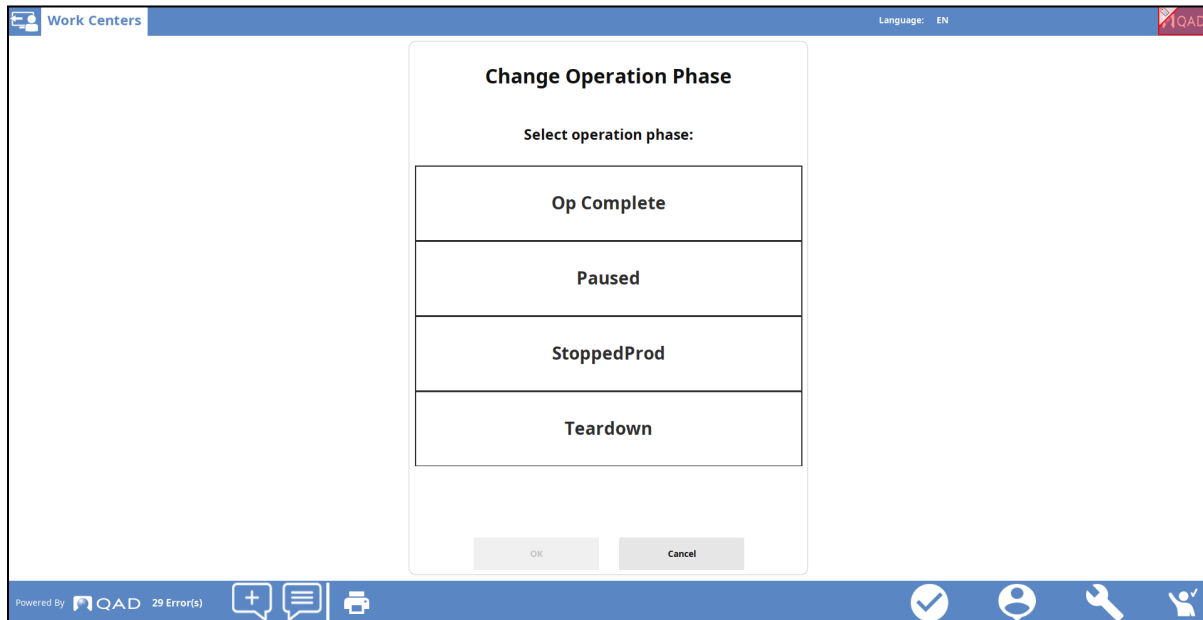 Work Centers
Language: EN
QAD
Change Operation Phase
Select operation phase:
Op Complete
Paused
StoppedProd
Teardown
OK
Cancel
Powered By QAD 29 Error(s)